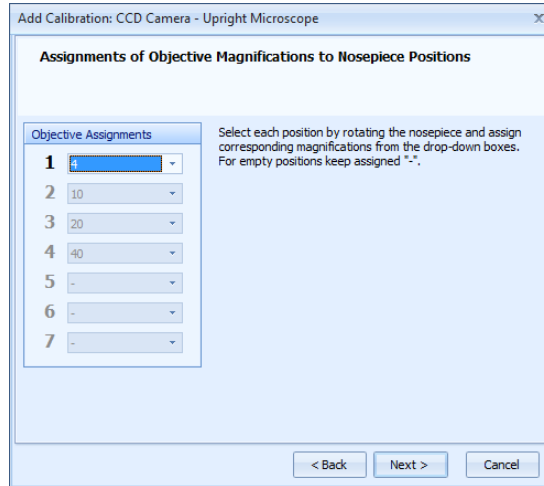 Add Calibration: CCD Camera - Upright Microscope
x
Assignments of Objective Magnifications to Nosepiece Positions
Objective Assignments
1 4
2 10
3 20
4 40
5 -
6 -
7 -
Select each position by rotating the nosepiece and assign
corresponding magnifications from the drop-down boxes.
For empty positions keep assigned "-".
< Back
Next >
Cancel